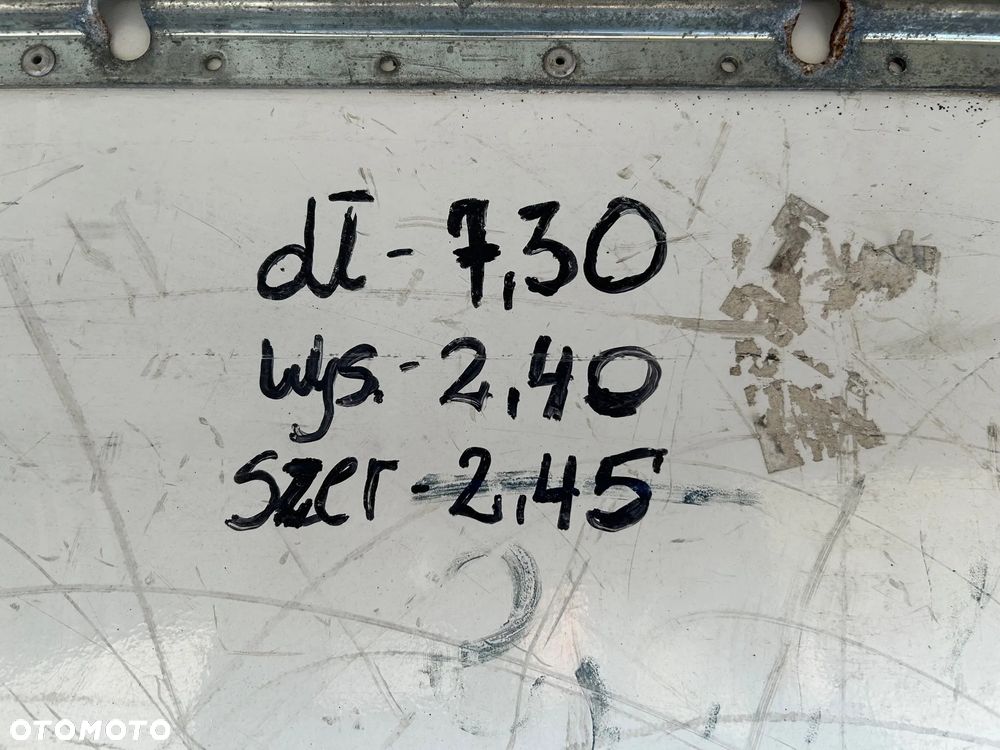 dł - 7,30
wys. - 2,40
szer - 2,45
OTOMOTO